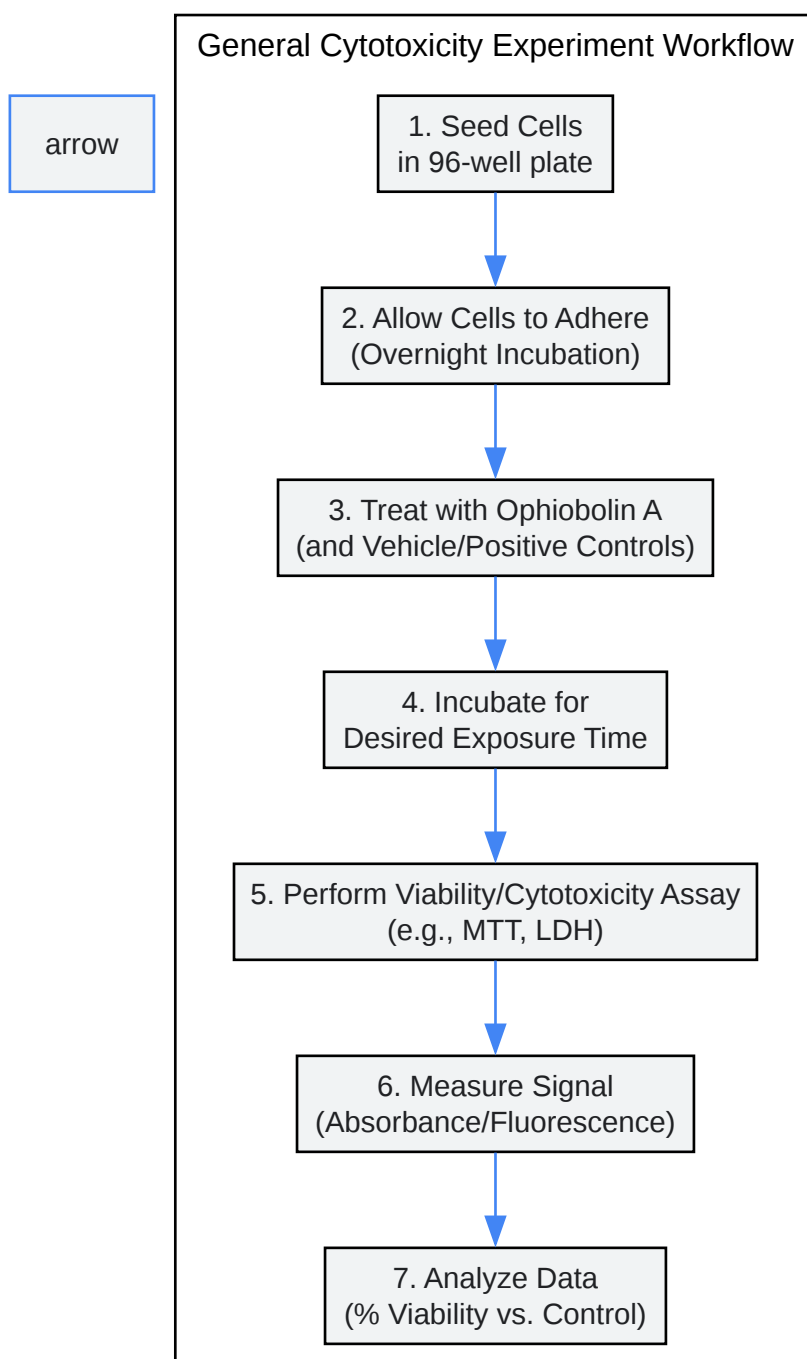 General Cytotoxicity Experiment Workflow
arrow
1. Seed Cells
in 96-well plate
2. Allow Cells to Adhere
(Overnight Incubation)
3. Treat with Ophiobolin A
(and Vehicle/Positive Controls)
4. Incubate for
Desired Exposure Time
5. Perform Viability/Cytotoxicity Assay
(e.g., MTT, LDH)
6. Measure Signal
(Absorbance/Fluorescence)
7. Analyze Data
(% Viability vs. Control)